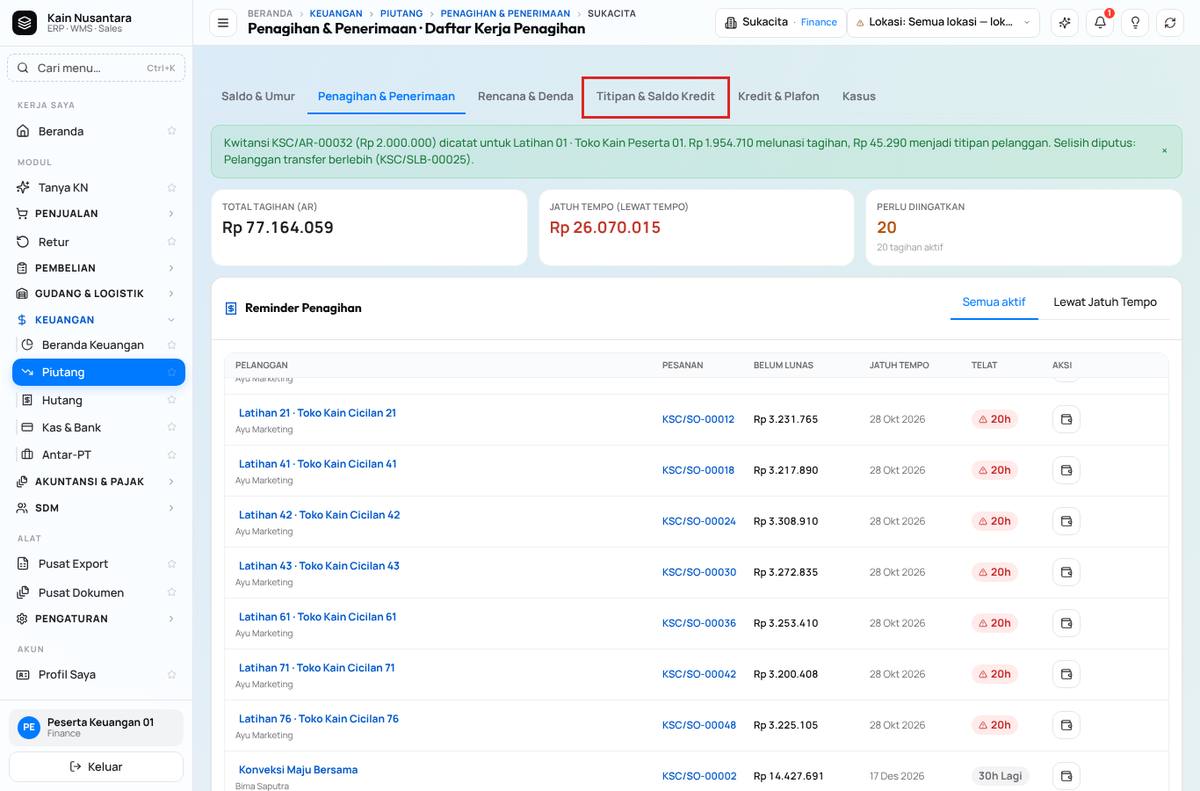 Kain Nusantara
ERP · WMS · Sales
Cari menu... Ctrl+K
KERJA SAYA
Beranda
MODUL
Tanya KN
PENJUALAN
Retur
PEMBELIAN
GUDANG & LOGISTIK
KEUANGAN
Beranda Keuangan
Piutang
Hutang
Kas & Bank
Antar-PT
AKUNTANSI & PAJAK
SDM
ALAT
Pusat Export
Pusat Dokumen
PENGATURAN
AKUN
Profil Saya
PE Peserta Keuangan 01
Finance
Keluar
BERANDA › KEUANGAN › PIUTANG › PENAGIHAN & PENERIMAAN › SUKACITA
Penagihan & Penerimaan · Daftar Kerja Penagihan
Sukacita · Finance
Lokasi: Semua lokasi — lok...
1
Saldo & Umur Penagihan & Penerimaan Rencana & Denda Titipan & Saldo Kredit Kredit & Plafon Kasus
Kwitansi KSC/AR-00032 (Rp 2.000.000) dicatat untuk Latihan 01 · Toko Kain Peserta 01. Rp 1.954.710 melunasi tagihan, Rp 45.290 menjadi titipan pelanggan. Selisih diputus:
Pelanggan transfer berlebih (KSC/SLB-00025).
×
TOTAL TAGIHAN (AR)
Rp 77.164.059
JATUH TEMPO (LEWAT TEMPO)
Rp 26.070.015
PERLU DIINGATKAN
20
20 tagihan aktif
Reminder Penagihan
Semua aktif Lewat Jatuh Tempo
PELANGGAN PESANAN BELUM LUNAS JATUH TEMPO TELAT AKSI
Ayu Marketing
Latihan 21 · Toko Kain Cicilan 21 KSC/SO-00012 Rp 3.231.765 28 Okt 2026 20h
Ayu Marketing
Latihan 41 · Toko Kain Cicilan 41 KSC/SO-00018 Rp 3.217.890 28 Okt 2026 20h
Ayu Marketing
Latihan 42 · Toko Kain Cicilan 42 KSC/SO-00024 Rp 3.308.910 28 Okt 2026 20h
Ayu Marketing
Latihan 43 · Toko Kain Cicilan 43 KSC/SO-00030 Rp 3.272.835 28 Okt 2026 20h
Ayu Marketing
Latihan 61 · Toko Kain Cicilan 61 KSC/SO-00036 Rp 3.253.410 28 Okt 2026 20h
Ayu Marketing
Latihan 71 · Toko Kain Cicilan 71 KSC/SO-00042 Rp 3.200.408 28 Okt 2026 20h
Ayu Marketing
Latihan 76 · Toko Kain Cicilan 76 KSC/SO-00048 Rp 3.225.105 28 Okt 2026 20h
Ayu Marketing
Konveksi Maju Bersama KSC/SO-00002 Rp 14.427.691 17 Des 2026 30h Lagi
Bima Saputra